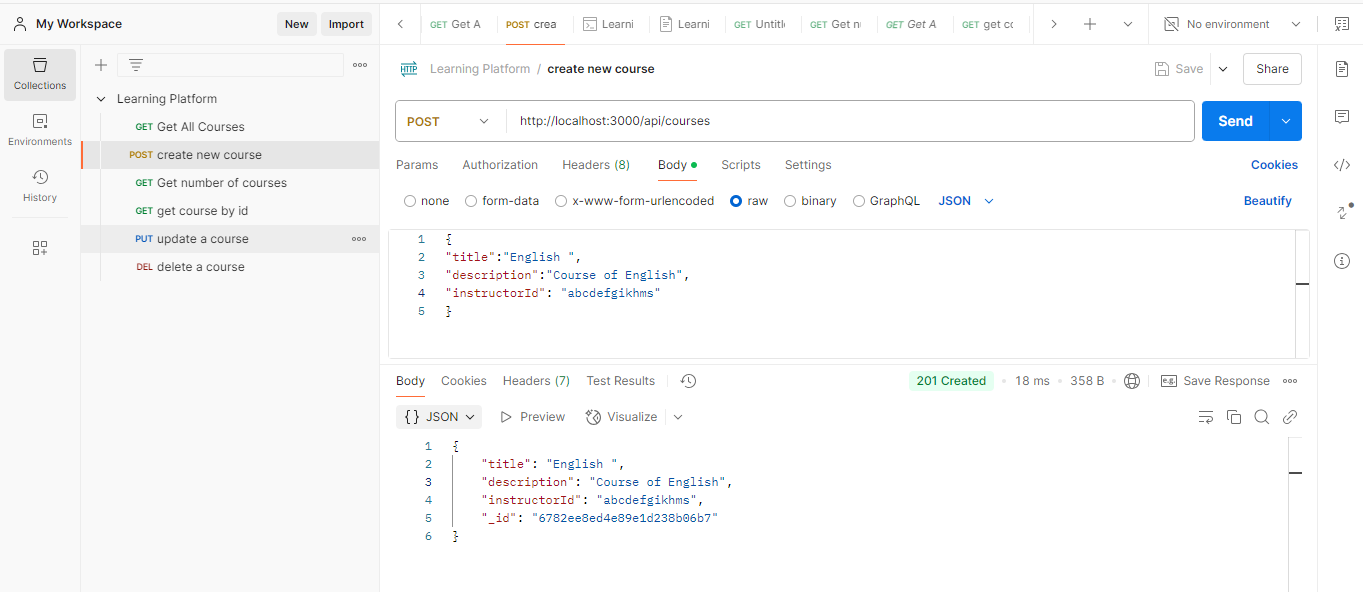 My Workspace
New
Import
GET Get A
POST crea
Learni
Learni
GET Untitl
GET Get n
GET Get A
GET get co
No environment
Collections
Environments
History
Learning Platform
GET Get All Courses
POST create new course
GET Get number of courses
GET get course by id
PUT update a course
DEL delete a course
HTTP Learning Platform / create new course
Save
Share
POST
http://localhost:3000/api/courses
Send
Params
Authorization
Headers (8)
Body
Scripts
Settings
Cookies
none
form-data
x-www-form-urlencoded
raw
binary
GraphQL
JSON
Beautify
1 {
2 "title":"English ",
3 "description":"Course of English",
4 "instructorId": "abcdefgikhms"
5 }
Body
Cookies
Headers (7)
Test Results
201 Created
18 ms
358 B
e.g. Save Response
{} JSON
Preview
Visualize
1 {
2 "title": "English ",
3 "description": "Course of English",
4 "instructorId": "abcdefgikhms",
5 "_id": "6782ee8ed4e89e1d238b06b7"
6 }